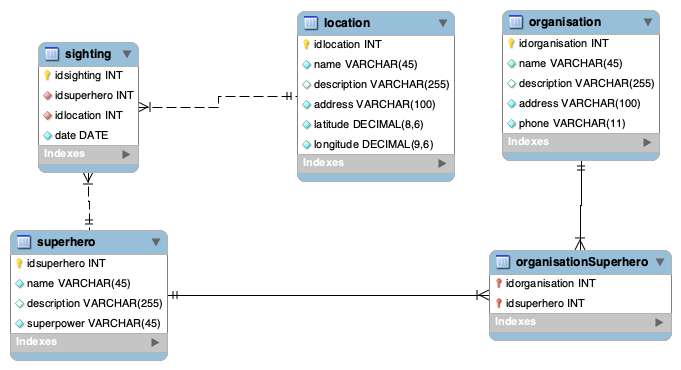 sighting
idsighting INT
idsuperhero INT
idlocation INT
date DATE
Indexes
location
idlocation INT
name VARCHAR(45)
description VARCHAR(255)
address VARCHAR(100)
latitude DECIMAL(8,6)
longitude DECIMAL(9,6)
Indexes
organisation
idorganisation INT
name VARCHAR(45)
description VARCHAR(255)
address VARCHAR(100)
phone VARCHAR(11)
Indexes
superhero
idsuperhero INT
name VARCHAR(45)
description VARCHAR(255)
superpower VARCHAR(45)
Indexes
organisationSuperhero
idorganisation INT
idsuperhero INT
Indexes